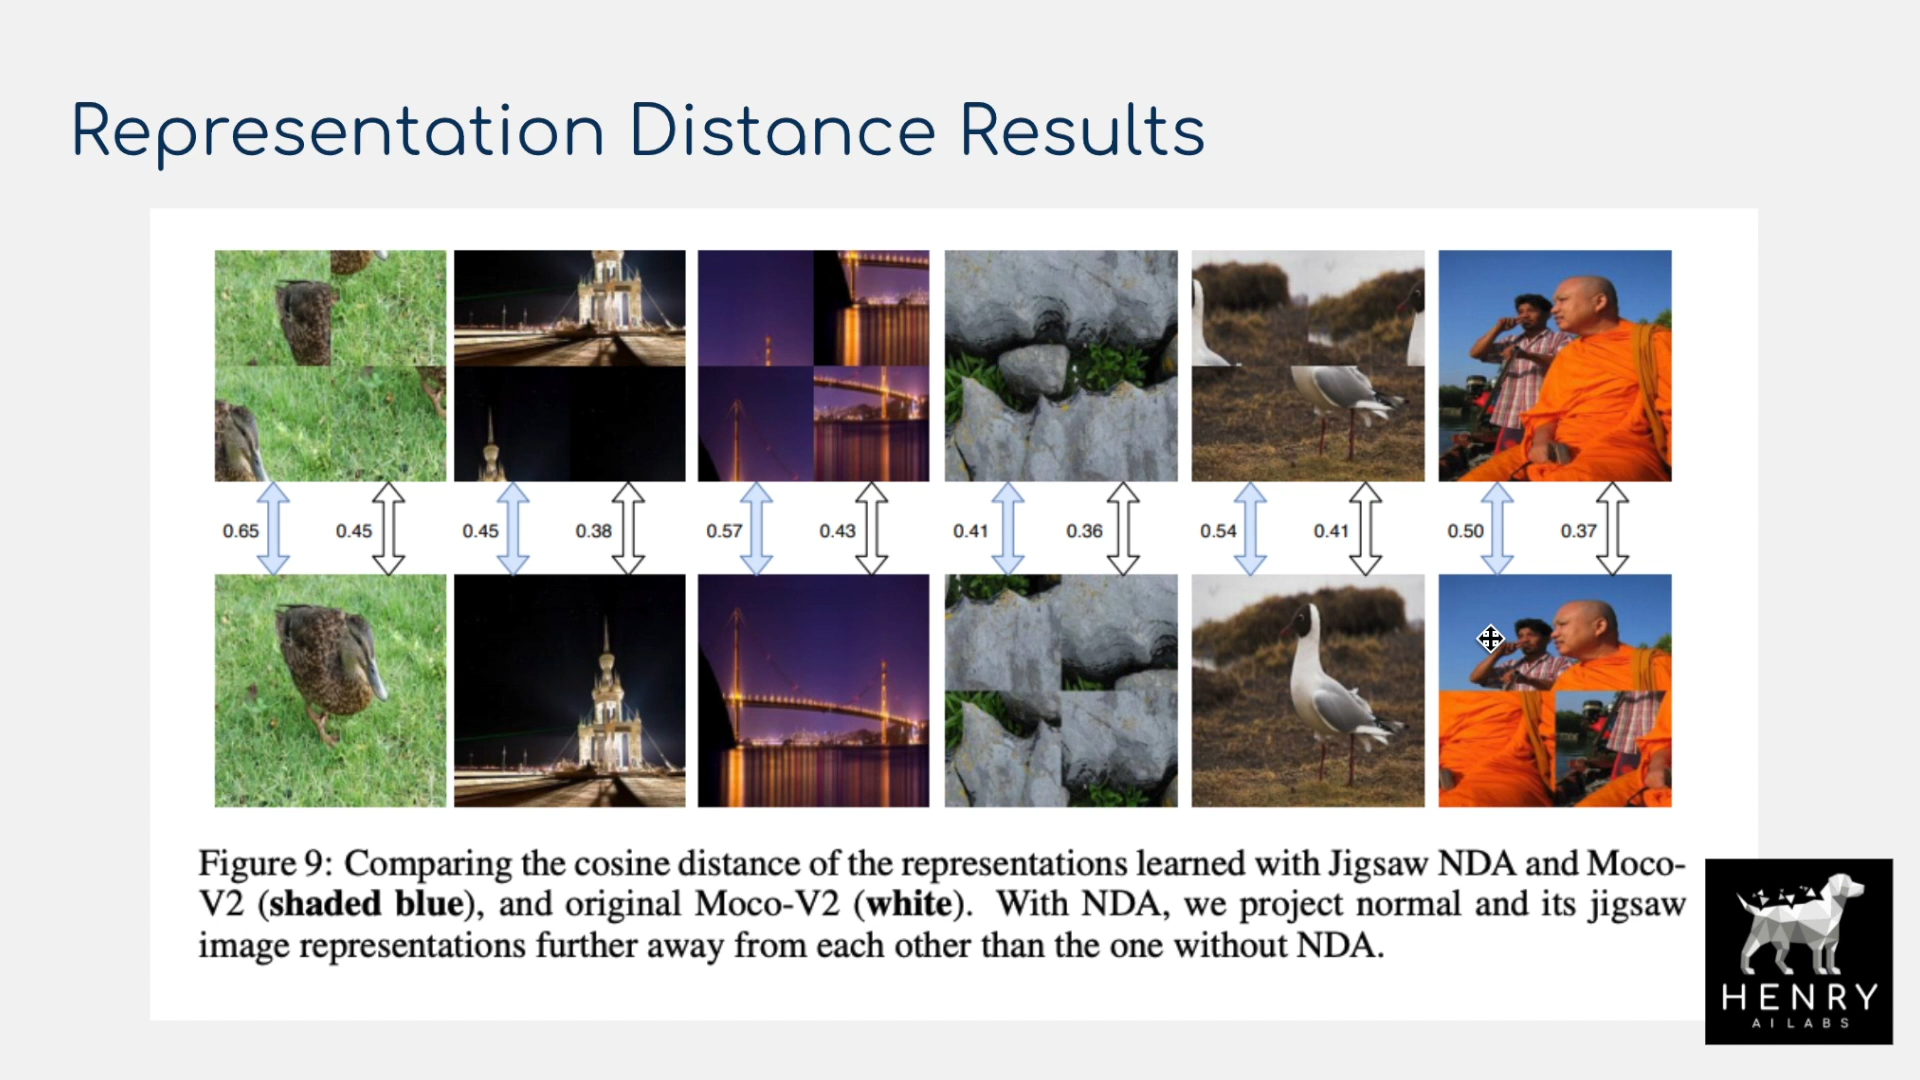 Representation Distance Results
0.65 0.45 0.45 0.38 0.57 0.43 0.41 0.36 0.54 0.41 0.50 0.37
Figure 9: Comparing the cosine distance of the representations learned with Jigsaw NDA and Moco-
V2 (shaded blue), and original Moco-V2 (white). With NDA, we project normal and its jigsaw
image representations further away from each other than the one without NDA.
HENRY
AI LABS